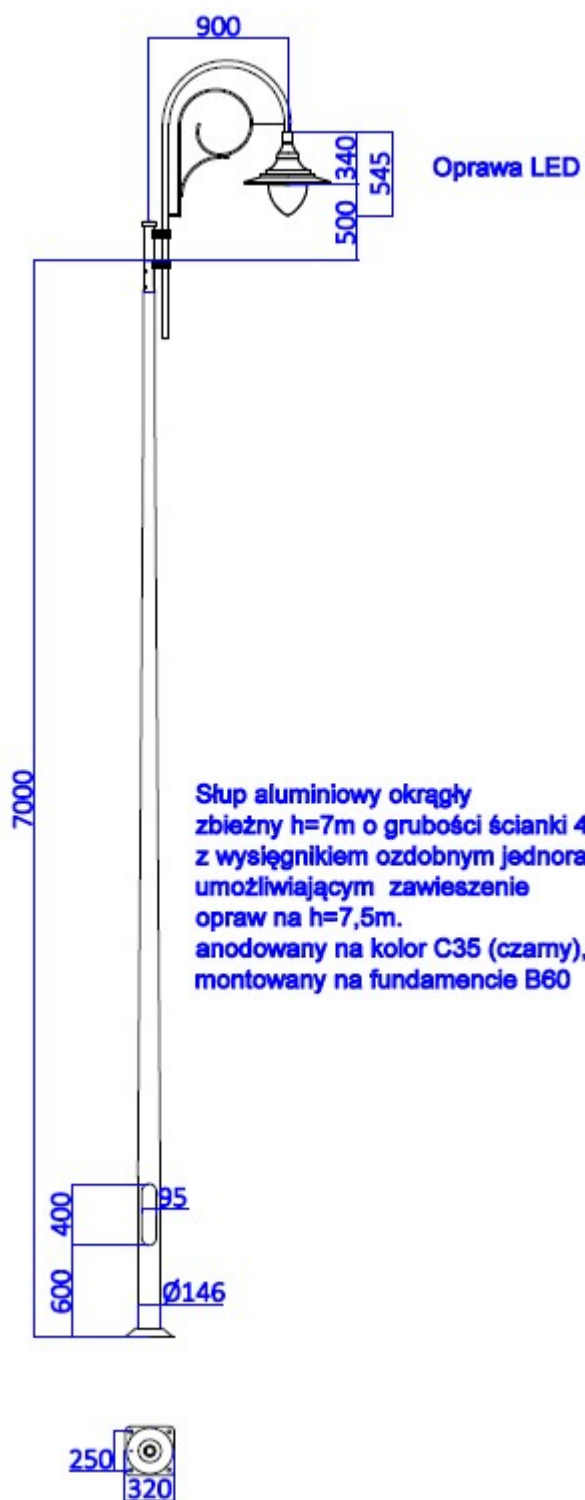 900
340
545
Oprawa LED
500
7000
Słup aluminiowy okrągły
zbieżny h=7m o grubości ścianki 4
z wysięgnikiem ozdobnym jednora
umożliwiającym zawieszenie
opraw na h=7,5m.
anodowany na kolor C35 (czarny),
montowany na fundamencie B60
400
95
600
Ø146
250
320